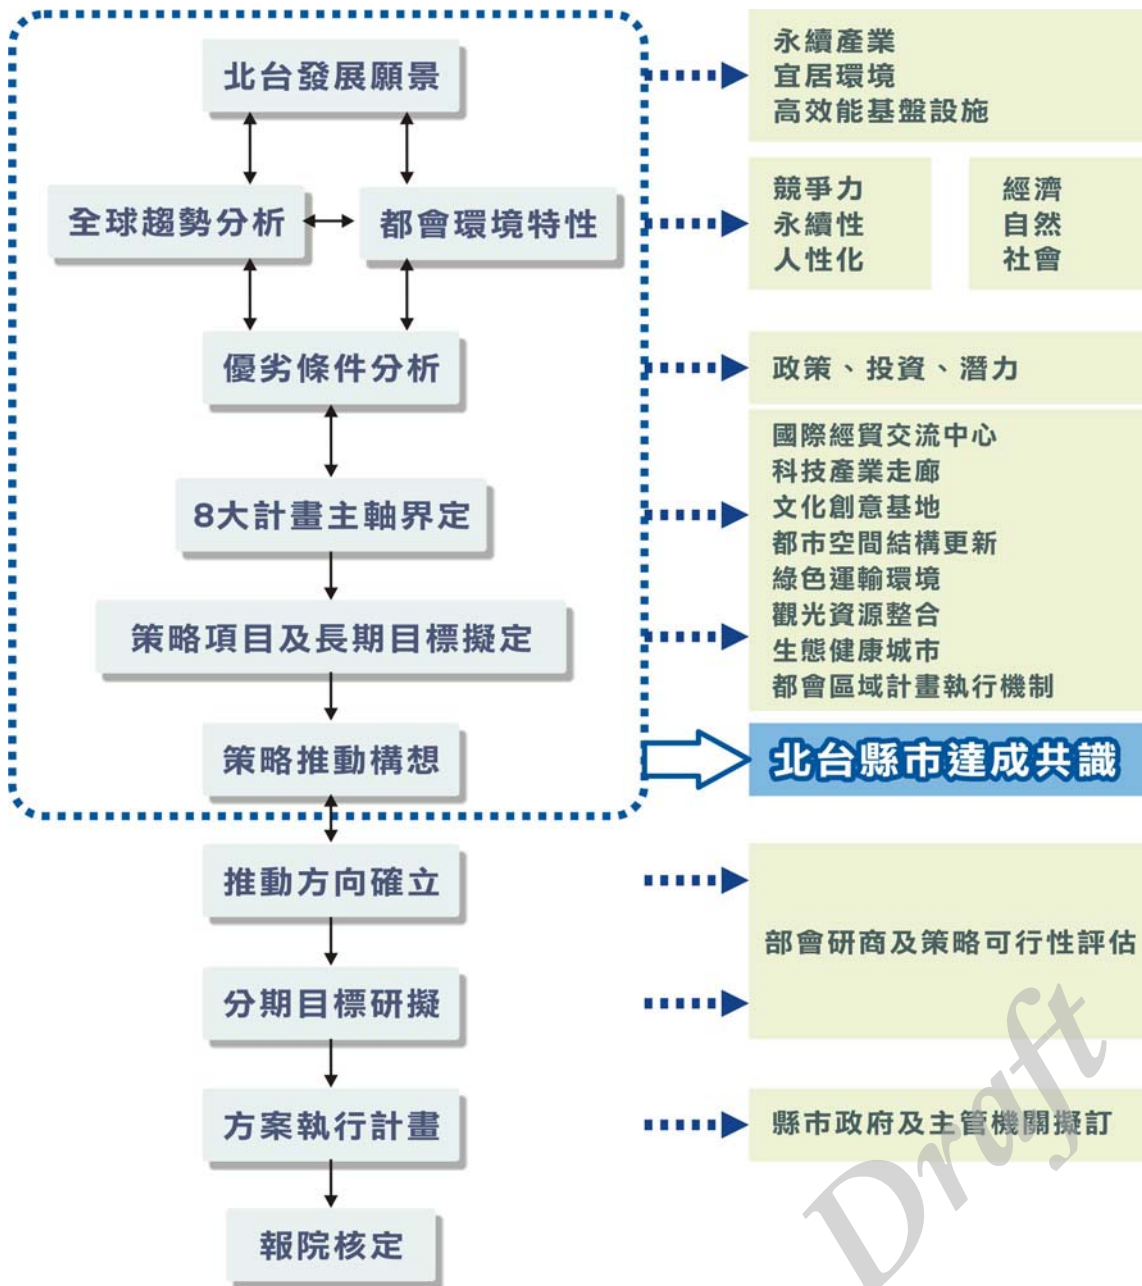 北台發展願景
永續產業
宜居環境
高效能基盤設施
全球趨勢分析
都會環境特性
競爭力
永續性
人性化
經濟
自然
社會
優劣條件分析
政策、投資、潛力
8大計畫主軸界定
國際經貿交流中心
科技產業走廊
文化創意基地
都市空間結構更新
綠色運輸環境
觀光資源整合
生態健康城市
都會區域計畫執行機制
策略項目及長期目標擬定
策略推動構想
北台縣市達成共識
推動方向確立
部會研商及策略可行性評估
分期目標研擬
方案執行計畫
縣市政府及主管機關擬訂
報院核定
Draft